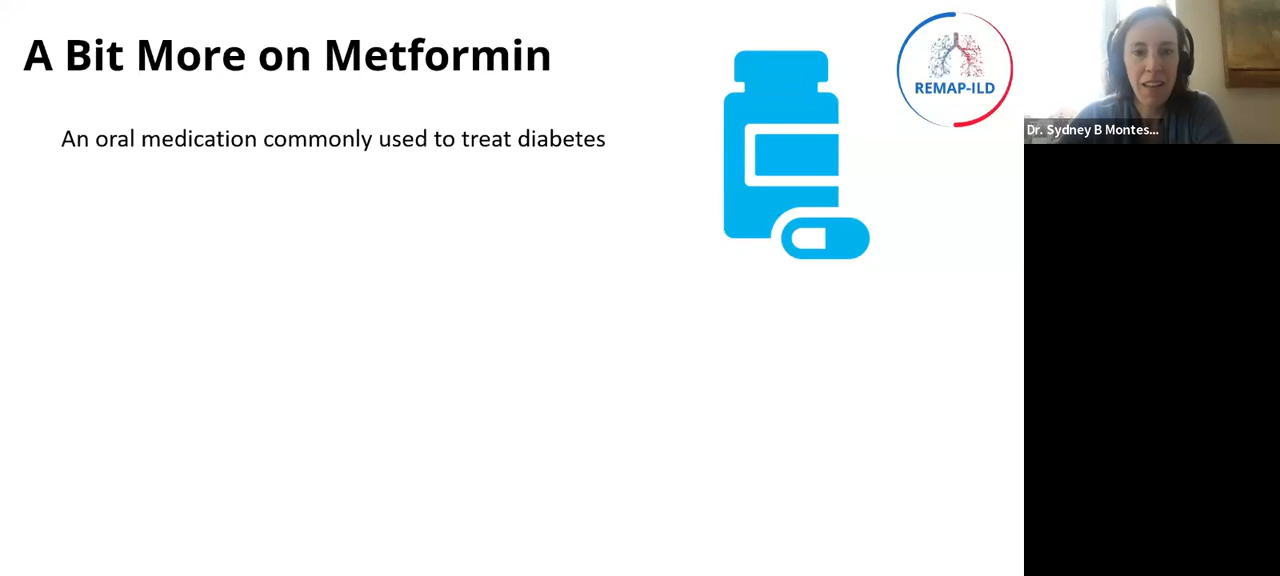 A Bit More on Metformin
REMAP-ILD
Dr. Sydney B Montes...
An oral medication commonly used to treat diabetes